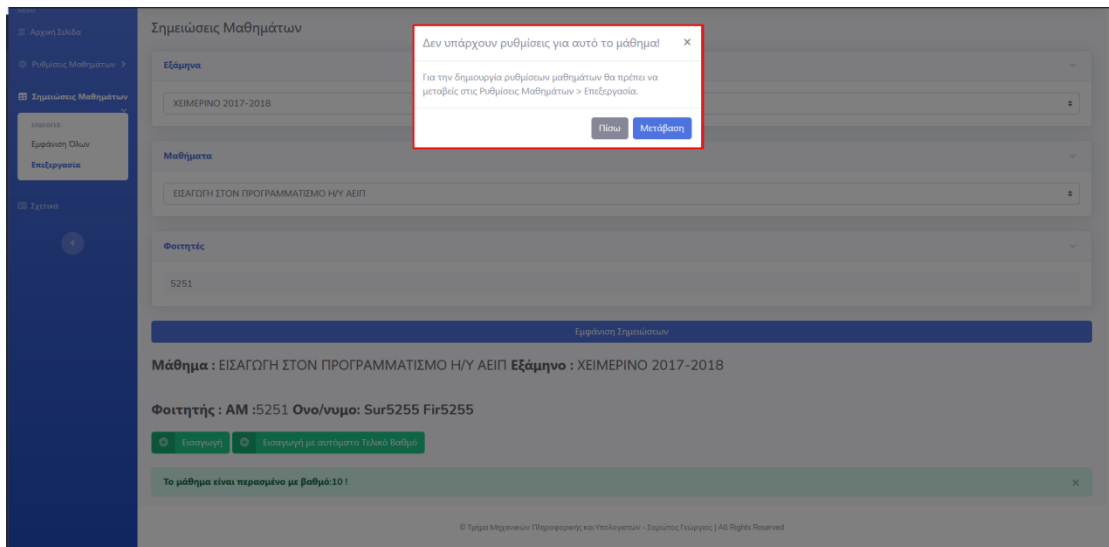 MENU
Αρχική Σελίδα
Ρυθμίσεις Μαθημάτων
Σημειώσεις Μαθημάτων
ΕΠΙΛΟΓΕΣ
Εμφάνιση Όλων
Επεξεργασία
Σχετικά
Σημειώσεις Μαθημάτων
Δεν υπάρχουν ρυθμίσεις για αυτό το μάθημα! ×
Για την δημιουργία ρυθμίσεων μαθημάτων θα πρέπει να
μεταβείς στις Ρυθμίσεις Μαθημάτων > Επεξεργασία.
Πίσω Μετάβαση
Εξάμηνα
ΧΕΙΜΕΡΙΝΟ 2017-2018
Μαθήματα
ΕΙΣΑΓΩΓΗ ΣΤΟΝ ΠΡΟΓΡΑΜΜΑΤΙΣΜΟ Η/Υ ΑΕΙΠ
Φοιτητές
5251
Εμφάνιση Σημειώσεων
Μάθημα : ΕΙΣΑΓΩΓΗ ΣΤΟΝ ΠΡΟΓΡΑΜΜΑΤΙΣΜΟ Η/Υ ΑΕΙΠ Εξάμηνο : ΧΕΙΜΕΡΙΝΟ 2017-2018
Φοιτητής : ΑΜ :5251 Ονο/νυμο: Sur5255 Fir5255
Εισαγωγή Εισαγωγή με αυτόματο Τελικό Βαθμό
Το μάθημα είναι περασμένο με βαθμό:10 ! ×
© Τμήμα Μηχανικών Πληροφορικής και Υπολογιστών - Σαρώτος Γεώργιος | All Rights Reserved